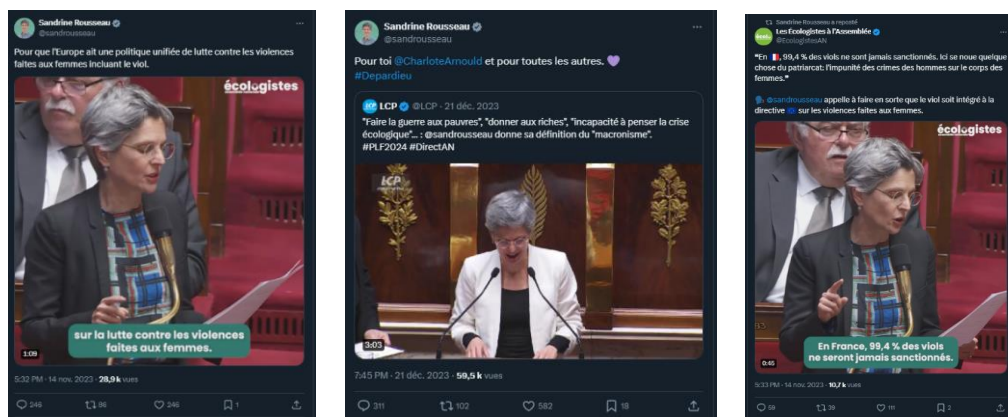 Sandrine Rousseau
@sandrousseau
Pour que l'Europe ait une politique unifiée de lutte contre les violences
faites aux femmes incluant le viol.
écologistes
sur la lutte contre les violences
faites aux femmes.
1:09
5:32 PM · 14 nov. 2023 · 28,9 k vues
246
86
246
1
Sandrine Rousseau
@sandrousseau
Pour toi @CharloteArnould et pour toutes les autres. 💜
#Depardieu
LCP @LCP · 21 déc. 2023
"Faire la guerre aux pauvres", "donner aux riches", "incapacité à penser la crise
écologique"... : @sandrousseau donne sa définition du "macronisme".
#PLF2024 #DirectAN
LCP
3:03
7:45 PM · 21 déc. 2023 · 59,5 k vues
311
102
582
18
Sandrine Rousseau a reposté
Les Ecologistes à l'Assemblée
@EcologistesAN
"En 🇫🇷, 99,4 % des viols ne sont jamais sanctionnés. Ici se noue quelque
chose du patriarcat: l'impunité des crimes des hommes sur le corps des
femmes."
🗣 @sandrousseau appelle à faire en sorte que le viol soit intégré à la
directive 🇪🇺 sur les violences faites aux femmes.
écologistes
En France, 99,4 % des viols
ne seront jamais sanctionnés.
0:45
5:33 PM · 14 nov. 2023 · 10,7 k vues
59
39
111
2